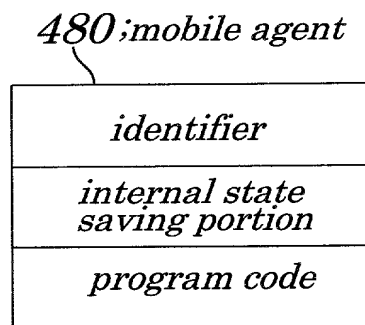 480 ;mobile agent
identifier
internal state
saving portion
program code